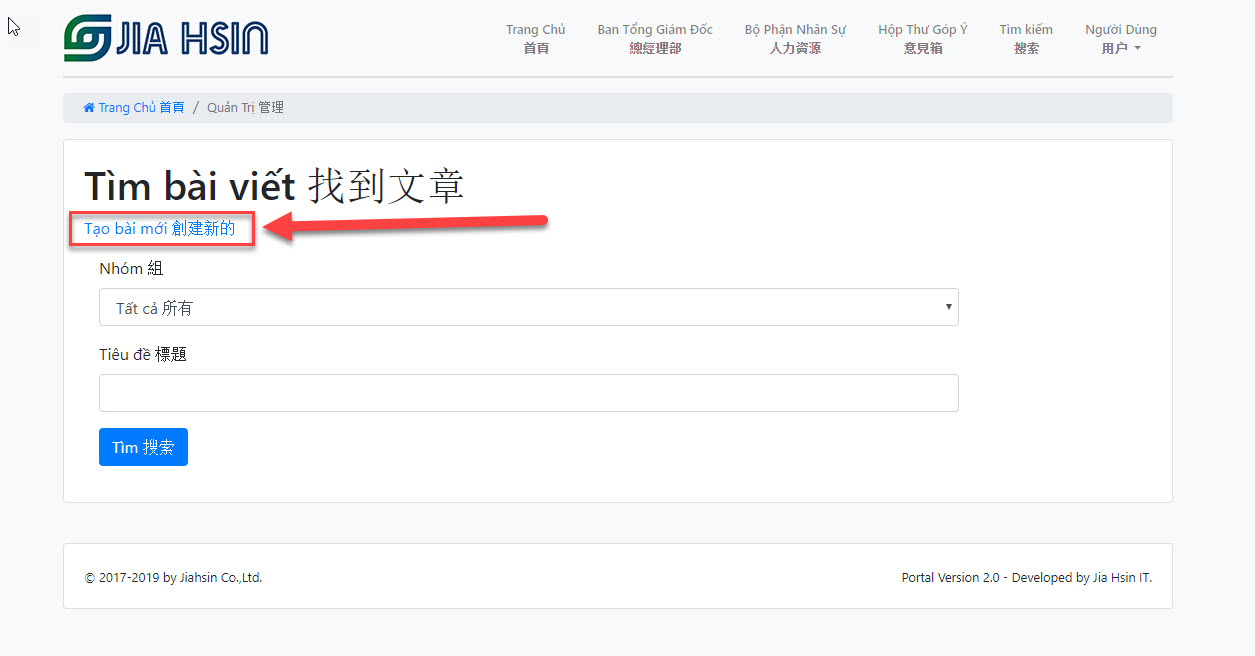 JIA HSIN
Trang Chủ
首頁
Ban Tổng Giám Đốc
總經理部
Bộ Phận Nhân Sự
人力資源
Hộp Thư Góp Ý
意見箱
Tìm kiếm
搜索
Người Dùng
用户
Trang Chủ 首頁 / Quản Trị 管理
Tìm bài viết 找到文章
Tạo bài mới 創建新的
Nhóm 組
Tất cả 所有
Tiêu đề 標題
Tìm 搜索
© 2017-2019 by Jiahsin Co.,Ltd.
Portal Version 2.0 - Developed by Jia Hsin IT.